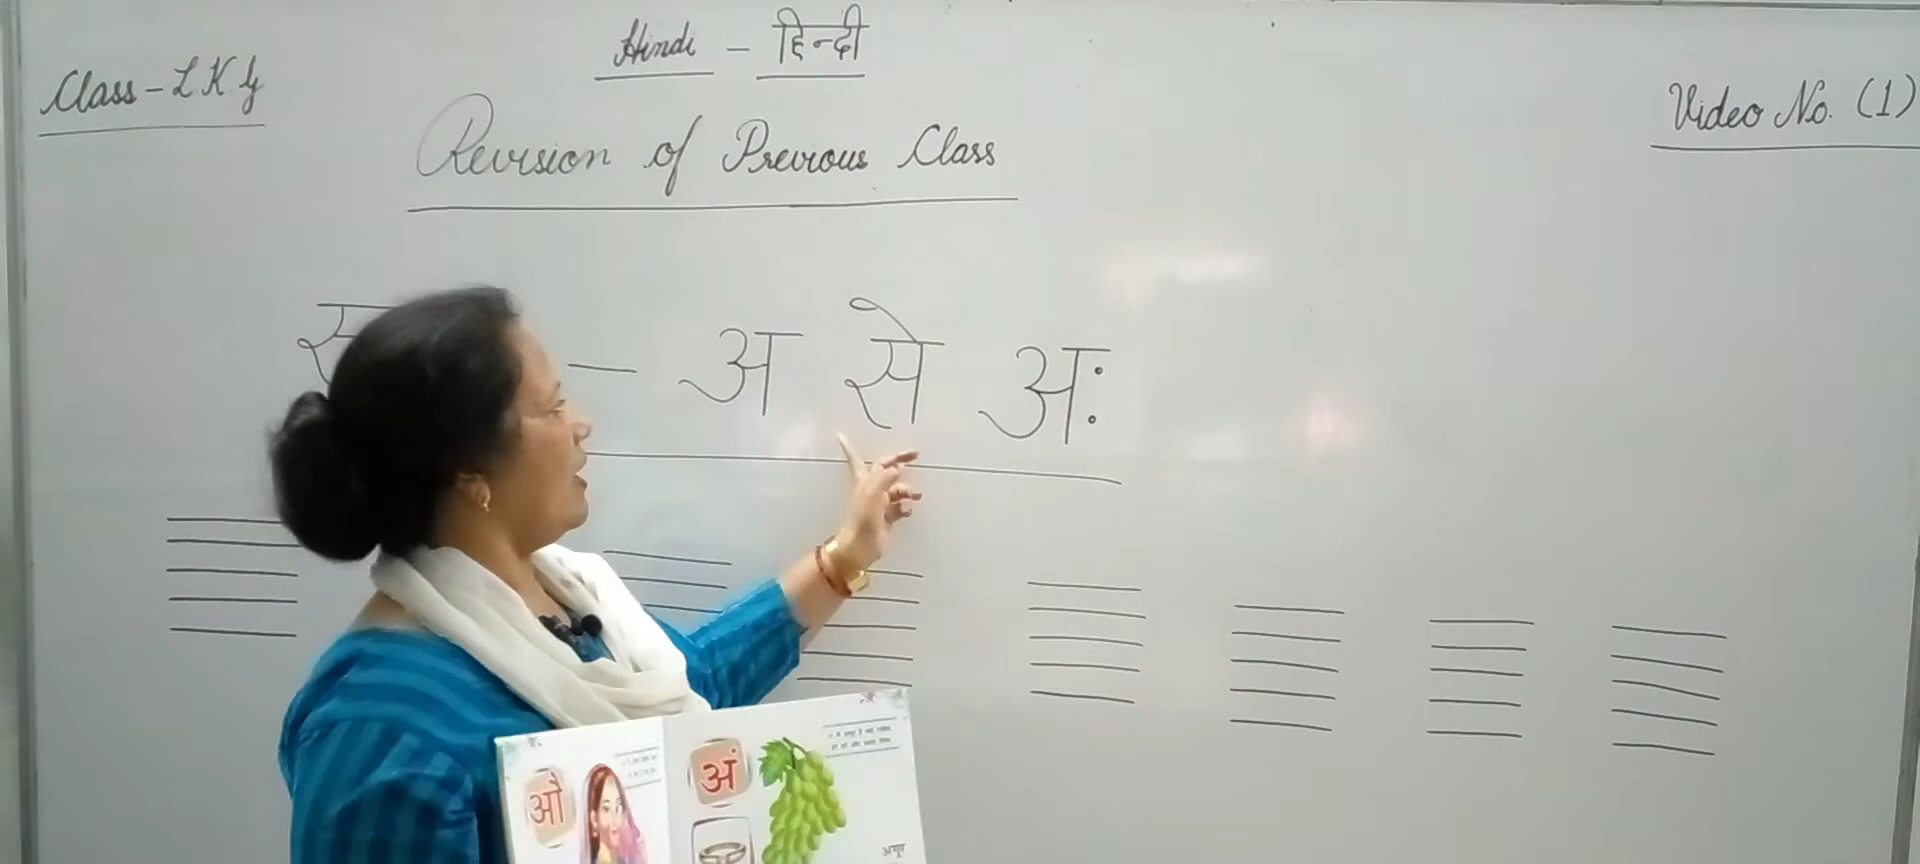 Hindi – हिन्दी
Class – L.K.G
Video No. (1)
Revision of Previous Class
– अ से अः
औ
अं
अंगूर